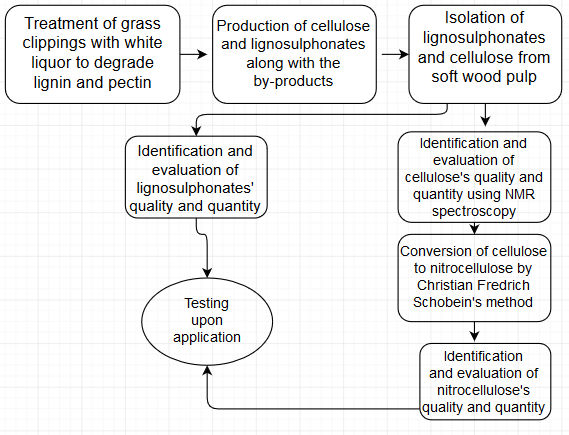 Treatment of grass
clippings with white
liquor to degrade
lignin and pectin
Production of cellulose
and lignosulphonates
along with the
by-products
Isolation of
lignosulphonates
and cellulose from
soft wood pulp
Identification and
evaluation of
lignosulphonates'
quality and quantity
Identification and
evaluation of
cellulose's quality and
quantity using NMR
spectroscopy
Conversion of cellulose
to nitrocellulose by
Christian Fredrich
Schobein's method
Testing
upon
application
Identification
and evaluation of
nitrocellulose's
quality and quantity